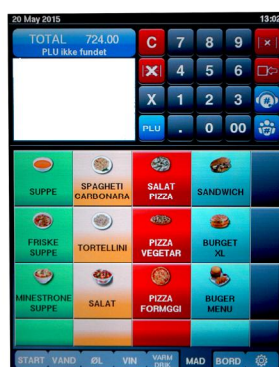 20 May 2015 13:02
TOTAL 724.00
PLU ikke fundet
C 7 8 9 ×
X 4 5 6
X 1 2 3 #
PLU . 0 00
SUPPE
SPAGHETI
CARBONARA
SALAT
PIZZA
SANDWICH
FRISKE
SUPPE
TORTELLINI
PIZZA
VEGETAR
BURGET
XL
MINESTRONE
SUPPE
SALAT
PIZZA
FORMGGI
BUGER
MENU
START VAND ØL VIN VARM
DRIK MAD BORD